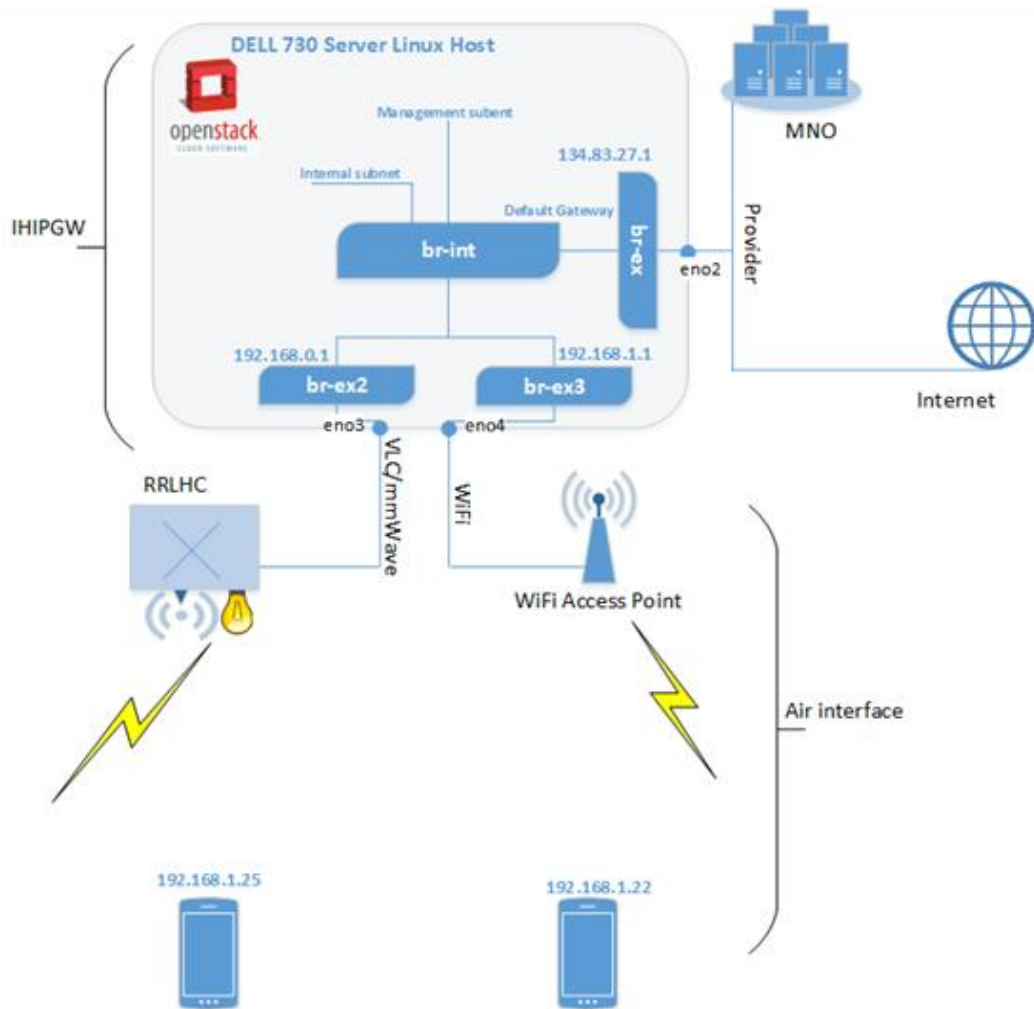 DELL 730 Server Linux Host
openstack
CLOUD SOFTWARE
MNO
Management subent
134.83.27.1
Internal subnet
Default Gateway
IHIPGW
br-int
br-ex
eno2
Provider
192.168.0.1
192.168.1.1
br-ex2
br-ex3
Internet
eno3
eno4
VLC/mmWave
WiFi
RRLHC
WiFi Access Point
Air interface
192.168.1.25
192.168.1.22